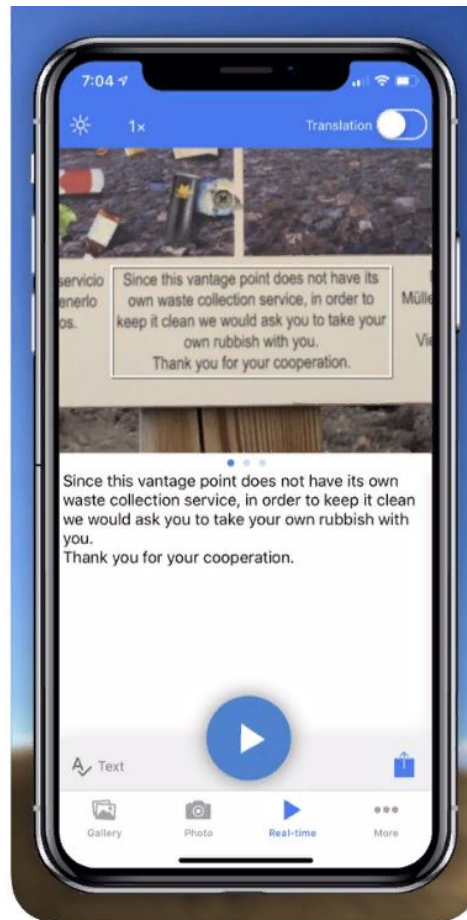 7:04
1×
Translation
servicio
enerlo
os.
Since this vantage point does not have its
own waste collection service, in order to
keep it clean we would ask you to take your
own rubbish with you.
Thank you for your cooperation.
Mülle
Vie
Since this vantage point does not have its own
waste collection service, in order to keep it clean
we would ask you to take your own rubbish with
you.
Thank you for your cooperation.
Text
Gallery
Photo
Real-time
More